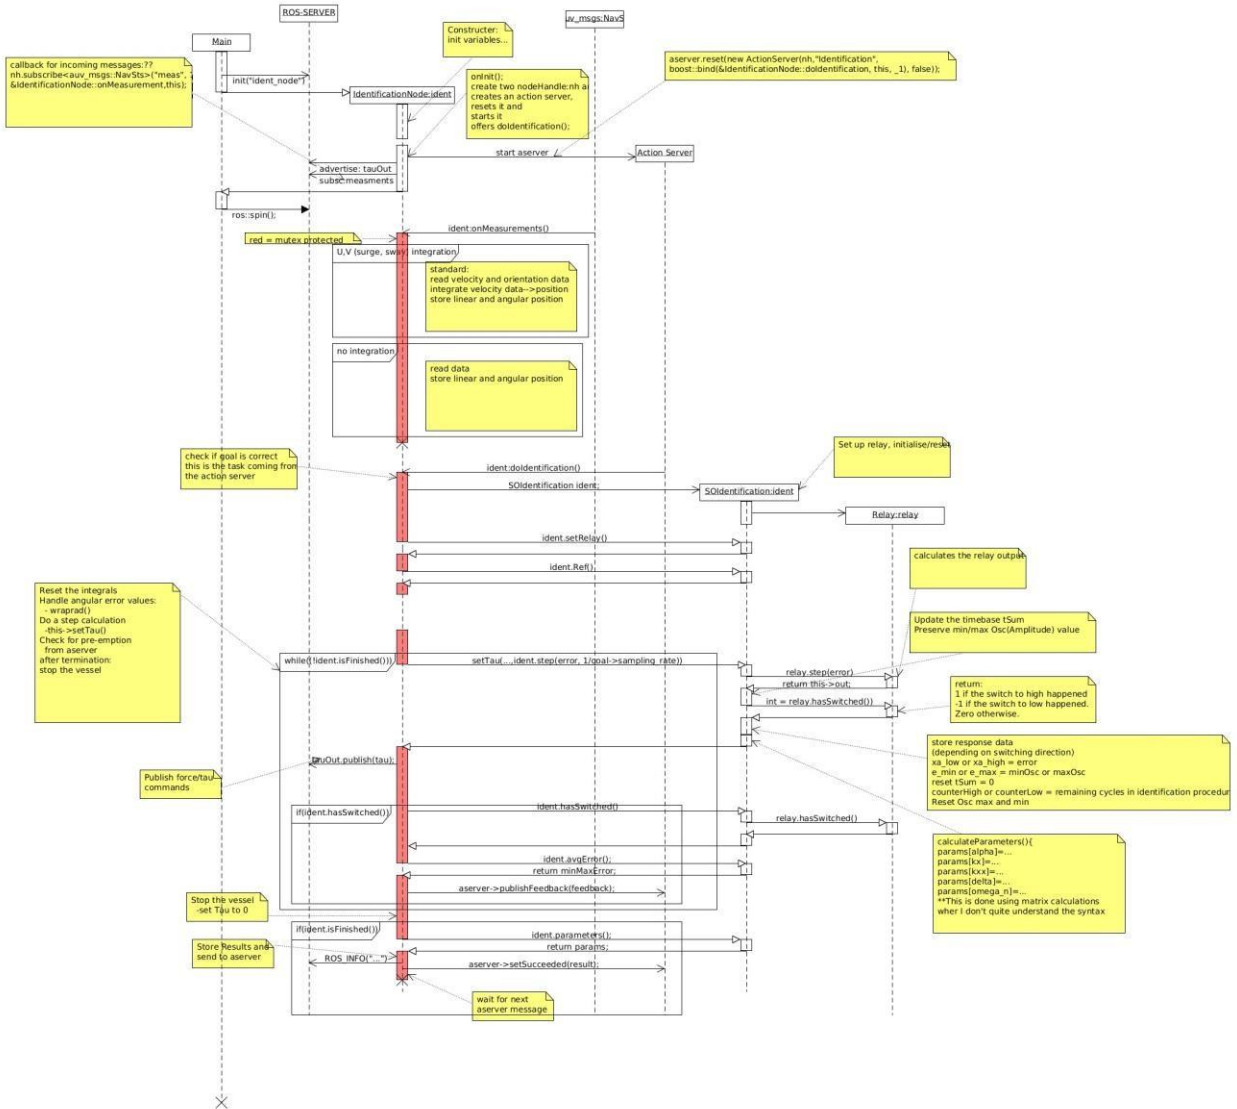 ROS-SERVER
uv_msgs:NavS
Main
Constructer:
init variables...
callback for incoming messages:??
nh.subscribe<auv_msgs::NavSts>("meas",
&IdentificationNode::onMeasurement,this);
aserver.reset(new ActionServer(nh,"Identification",
boost::bind(&IdentificationNode::doIdentification, this, _1), false));
init("ident_node")
IdentificationNode:ident
onInit();
create two nodeHandle:nh a
creates an action server,
resets it and
starts it
offers doIdentification();
start aserver
Action Server
advertise: tauOut
subsc:measments
ros::spin();
ident:onMeasurements()
red = mutex protected
U,V (surge, sway) integration
standard:
read velocity and orientation data
integrate velocity data-->position
store linear and angular position
no integration
read data
store linear and angular position
Set up relay, initialise/reset
check if goal is correct
this is the task coming from
the action server
ident:doIdentification()
SOIdentification ident;
SOIdentification:ident
Relay:relay
ident.setRelay()
calculates the relay output
ident.Ref()
Reset the integrals
Handle angular error values:
- wraprad()
Do a step calculation
-this->setTau()
Check for pre-emption
from aserver
after termination:
stop the vessel
Update the timebase tSum
Preserve min/max Osc(Amplitude) value
while(!ident.isFinished()))
setTau(...,ident.step(error, 1/goal->sampling_rate))
relay.step(error)
return this->out;
return:
1 if the switch to high happened
-1 if the switch to low happened.
Zero otherwise.
int = relay.hasSwitched())
store response data
(depending on switching direction)
xa_low or xa_high = error
e_min or e_max = minOsc or maxOsc
reset tSum = 0
counterHigh or counterLow = remaining cycles in identification procedur
Reset Osc max and min
tauOut.publish(tau);
Publish force/tau
commands
if(ident.hasSwitched())
ident.hasSwitched()
relay.hasSwitched()
calculateParameters(){
params[alpha]=...
params[kx]=...
params[kxx]=...
params[delta]=...
params[omega_n]=...
**This is done using matrix calculations
wher I don't quite understand the syntax
ident.avgError();
return minMaxError;
aserver->publishFeedback(feedback);
Stop the vessel
-set Tau to 0
if(ident.isFinished())
ident.parameters();
Store Results and
send to aserver
return params;
ROS_INFO("...")
aserver->setSucceeded(result);
wait for next
aserver message